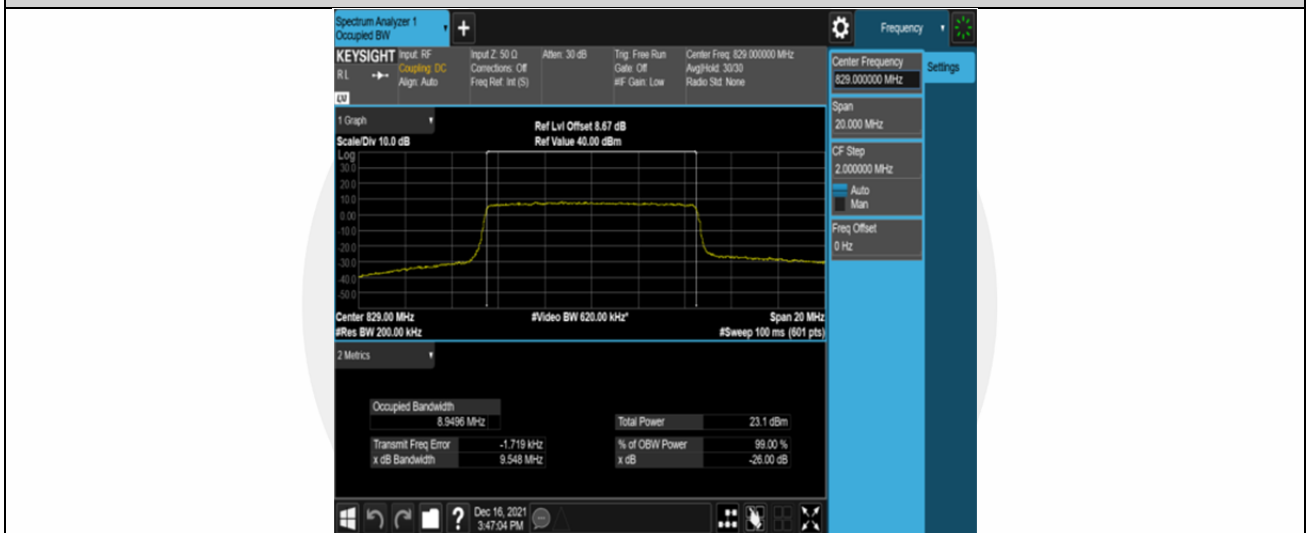 Spectrum Analyzer 1
Occupied BW
+
Frequency
KEYSIGHT
R L
Input: RF
Coupling: DC
Align: Auto
Input Z: 50 Ω
Corrections: Off
Freq Ref: Int (S)
Atten: 30 dB
Trig: Free Run
Gate: Off
#IF Gain: Low
Center Freq: 829.000000 MHz
Avg|Hold: 30/30
Radio Std: None
Center Frequency
829.000000 MHz
Settings
Span
20.000 MHz
CF Step
2.000000 MHz
Auto
Man
Freq Offset
0 Hz
1 Graph
Scale/Div 10.0 dB
Ref Lvl Offset 8.67 dB
Ref Value 40.00 dBm
Log
30.0
20.0
10.0
0.00
-10.0
-20.0
-30.0
-40.0
-50.0
Center 829.00 MHz
#Video BW 620.00 kHz*
Span 20 MHz
#Res BW 200.00 kHz
#Sweep 100 ms (601 pts)
2 Metrics
Occupied Bandwidth
8.9496 MHz
Total Power 23.1 dBm
Transmit Freq Error -1.719 kHz
% of OBW Power 99.00 %
x dB Bandwidth 9.548 MHz
x dB -26.00 dB
?
Dec 16, 2021
3:47:04 PM